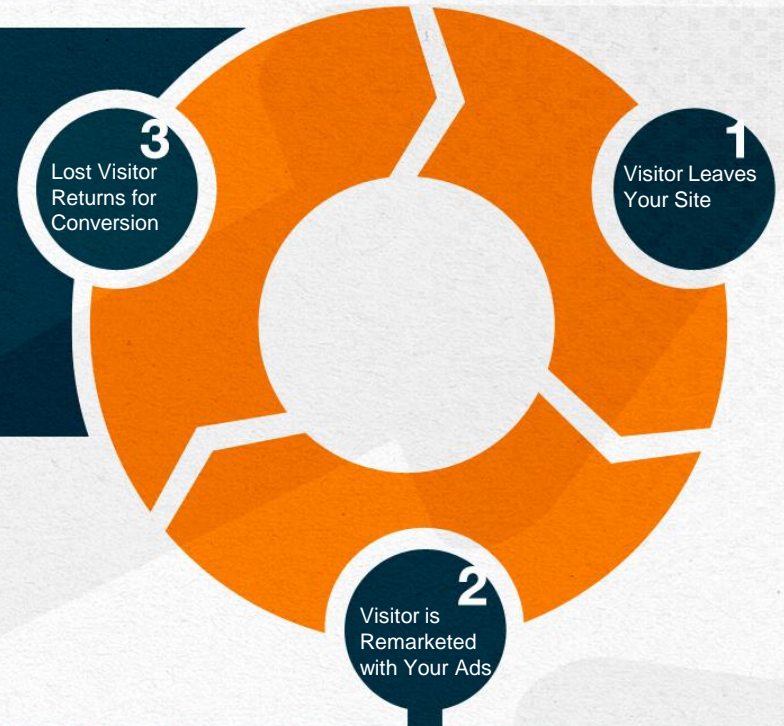 1
Visitor Leaves
Your Site
2
Visitor is
Remarketed
with Your Ads
3
Lost Visitor
Returns for
Conversion